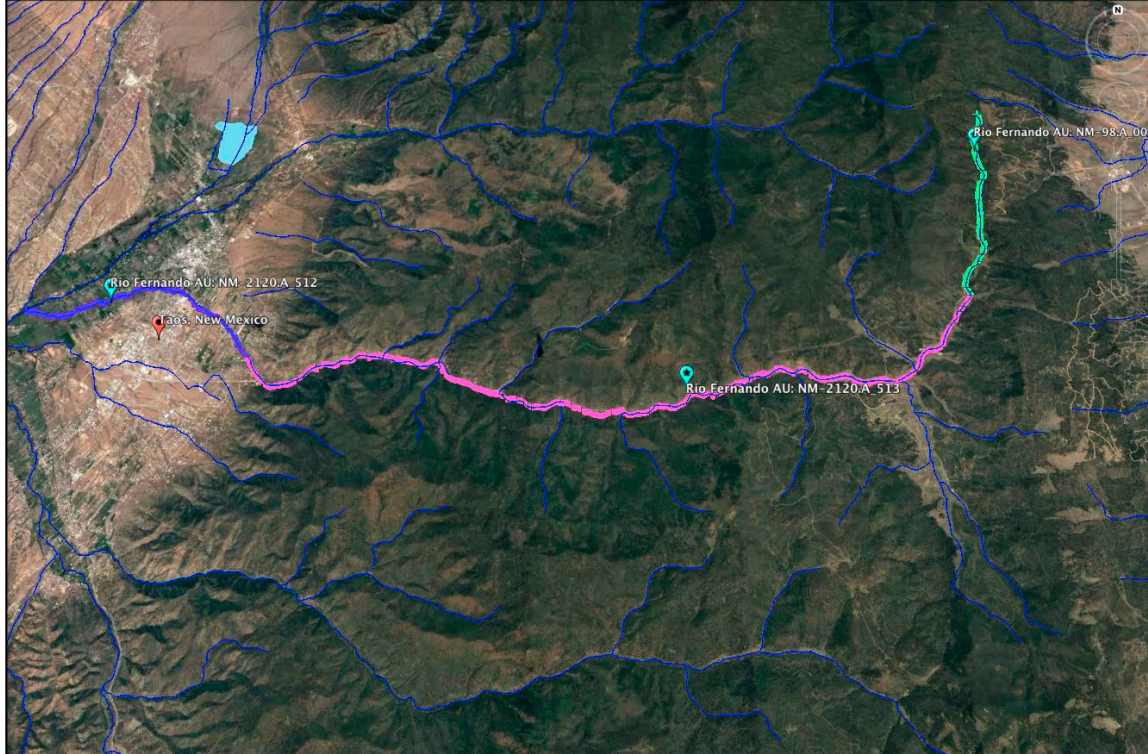 N
Rio Fernando AU: NM-98.A_00
Rio Fernando AU: NM-2120.A_512
Taos, New Mexico
Rio Fernando AU: NM-2120.A_513